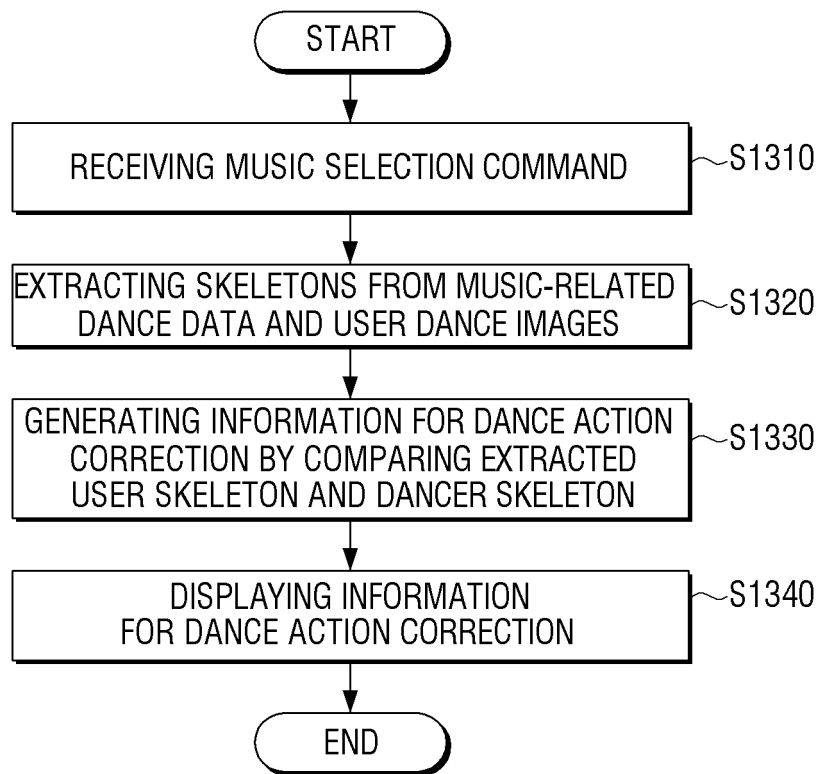 START
RECEIVING MUSIC SELECTION COMMAND
S1310
EXTRACTING SKELETONS FROM MUSIC-RELATED
DANCE DATA AND USER DANCE IMAGES
S1320
GENERATING INFORMATION FOR DANCE ACTION
CORRECTION BY COMPARING EXTRACTED
USER SKELETON AND DANCER SKELETON
S1330
DISPLAYING INFORMATION
FOR DANCE ACTION CORRECTION
S1340
END